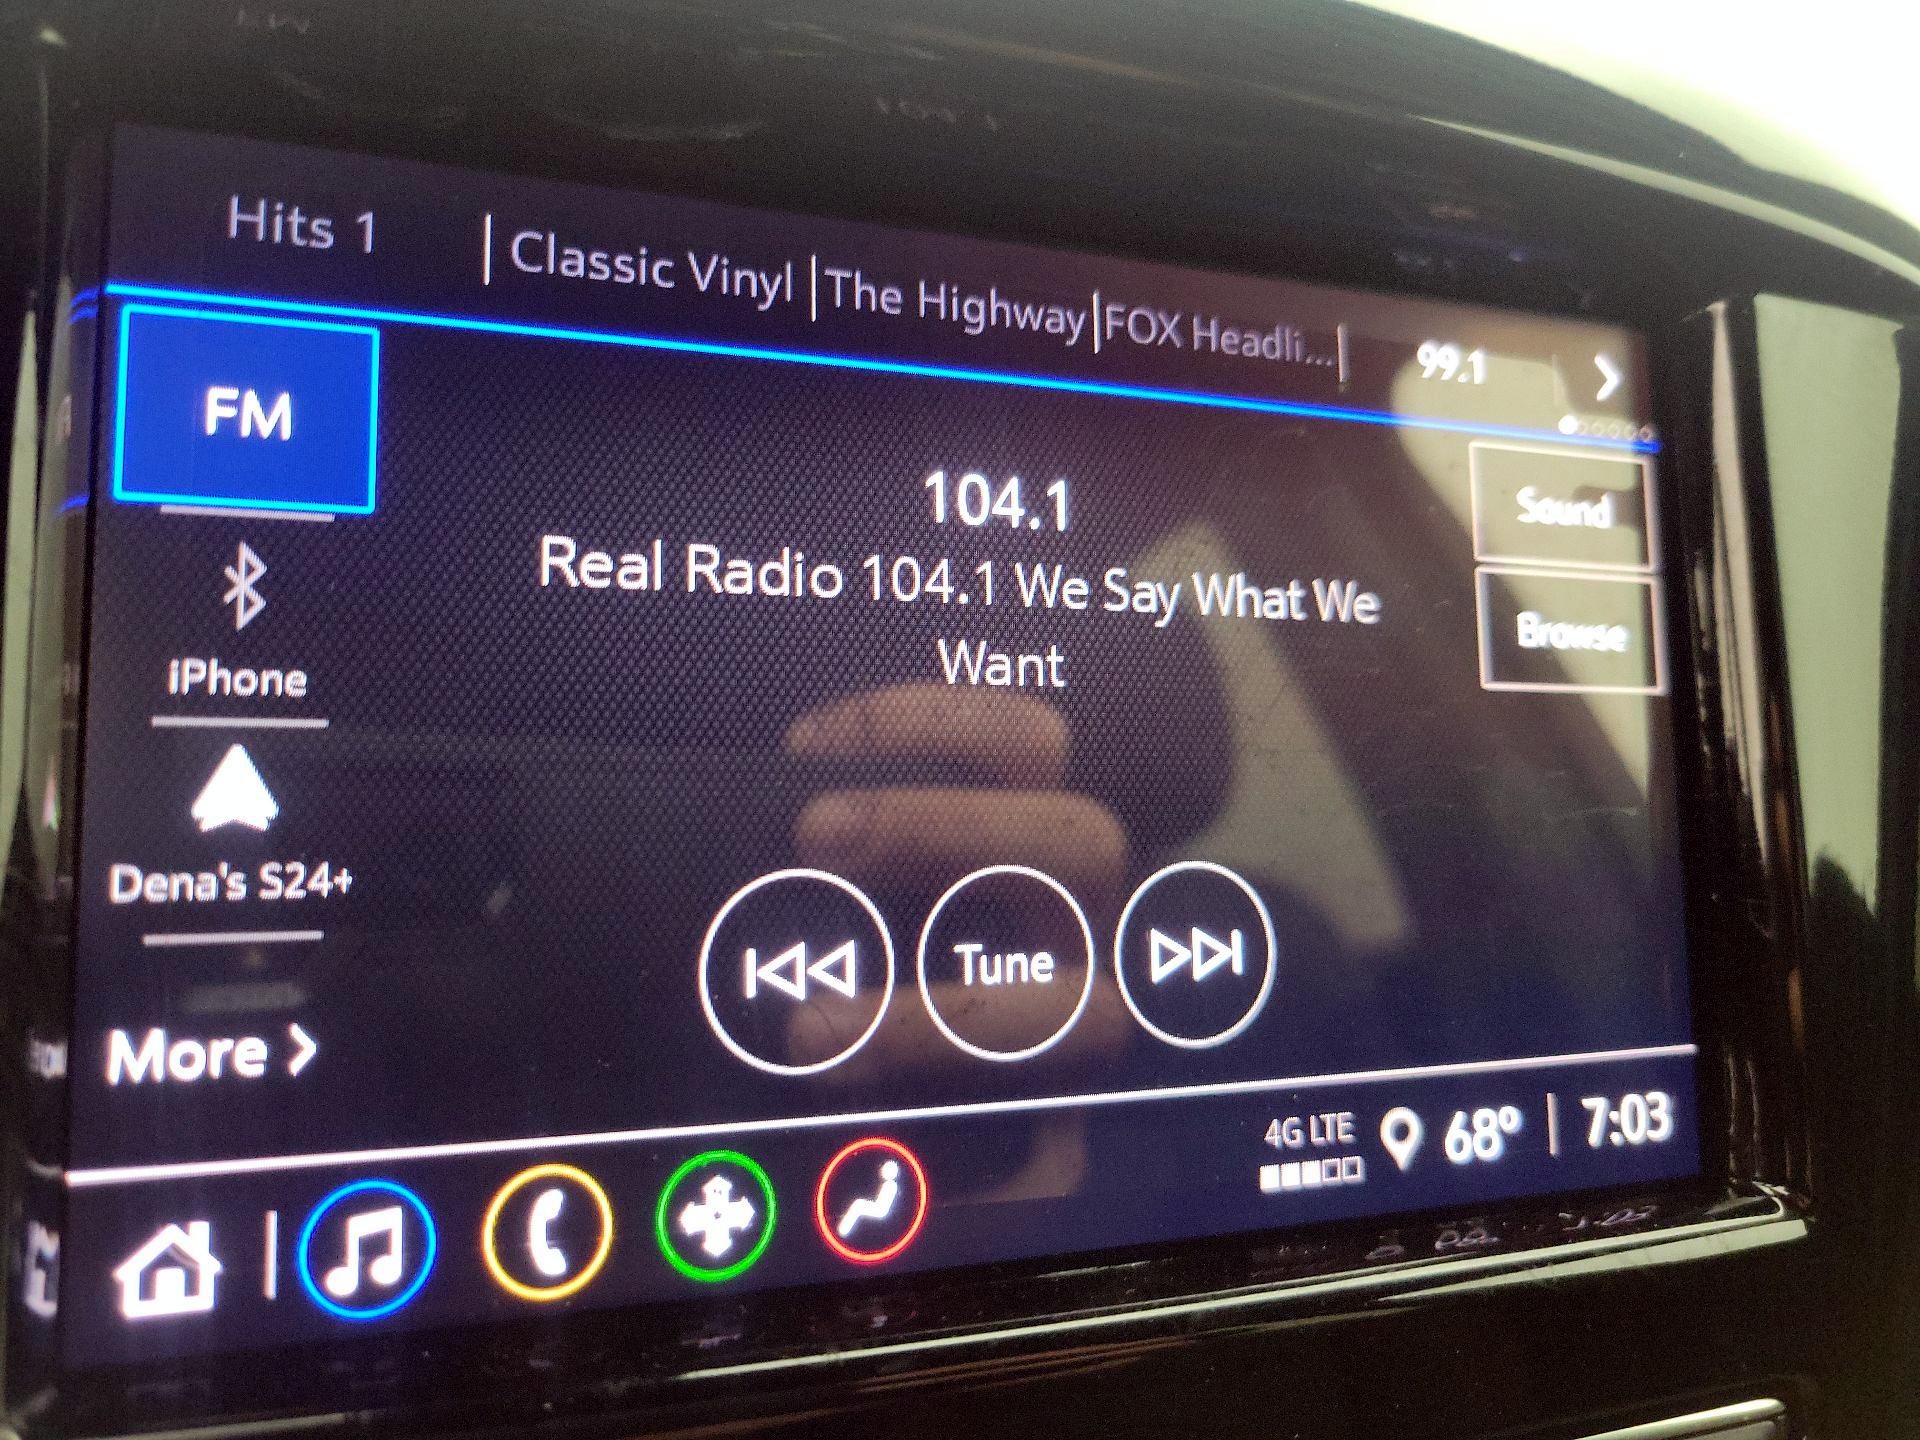 Hits 1 | Classic Vinyl | The Highway | FOX Headli... | 99.1
FM
104.1
Real Radio 104.1 We Say What We
Want
Sound
Browse
iPhone
Dena's S24+
Tune
More
4G LTE 68° | 7:03